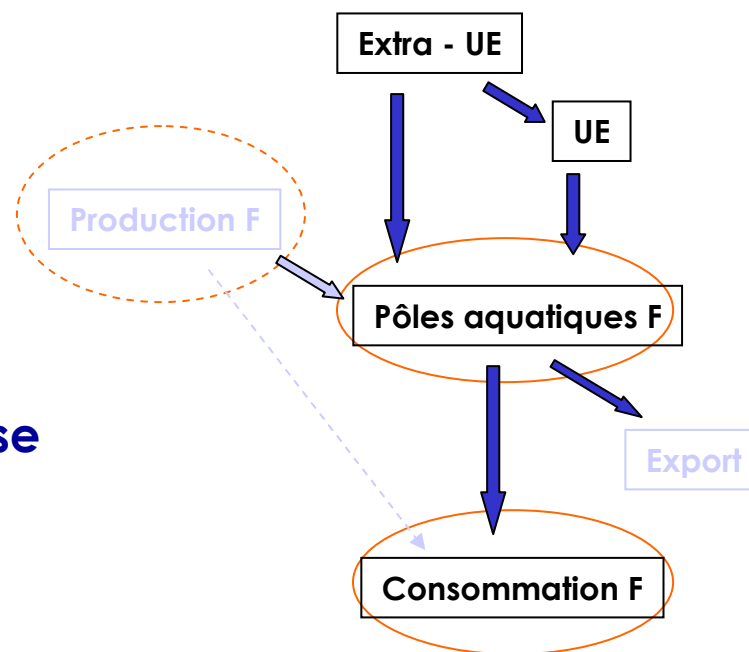 Extra - UE
UE
Production F
Pôles aquatiques F
se
Export
Consommation F